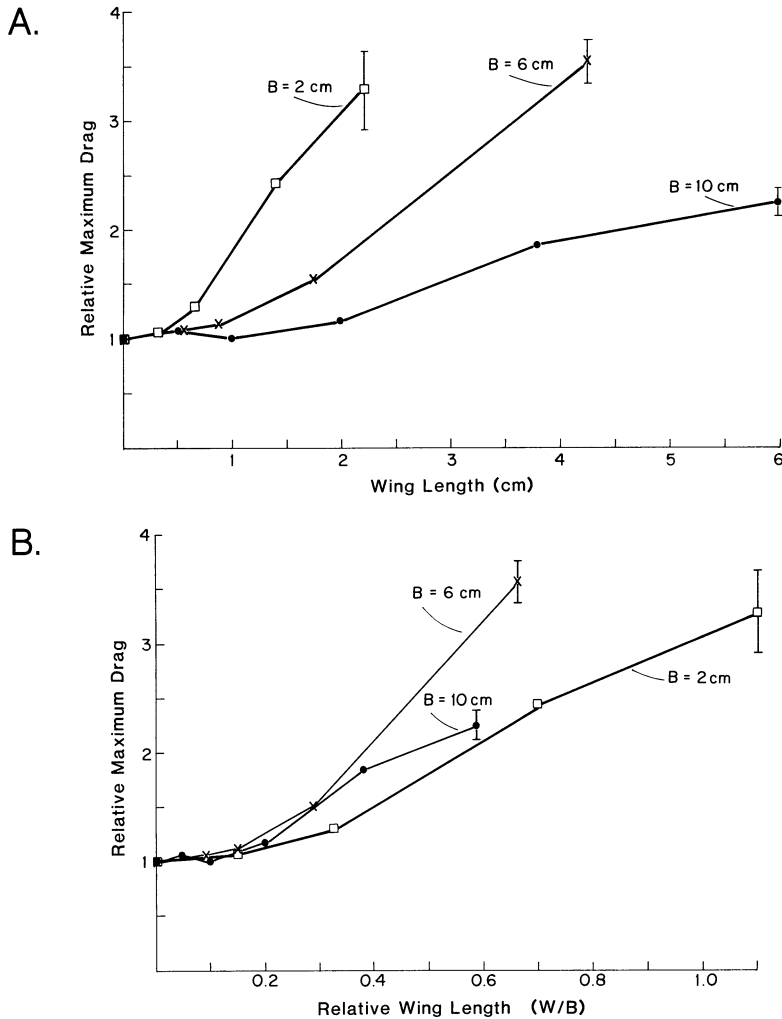 A.
4
B = 2 cm
B = 6 cm
3
B = 10 cm
2
1
Relative Maximum Drag
1
2
3
4
5
6
Wing Length (cm)
B.
4
B = 6 cm
3
B = 10 cm
B = 2 cm
2
1
Relative Maximum Drag
0.2
0.4
0.6
0.8
1.0
Relative Wing Length (W/B)